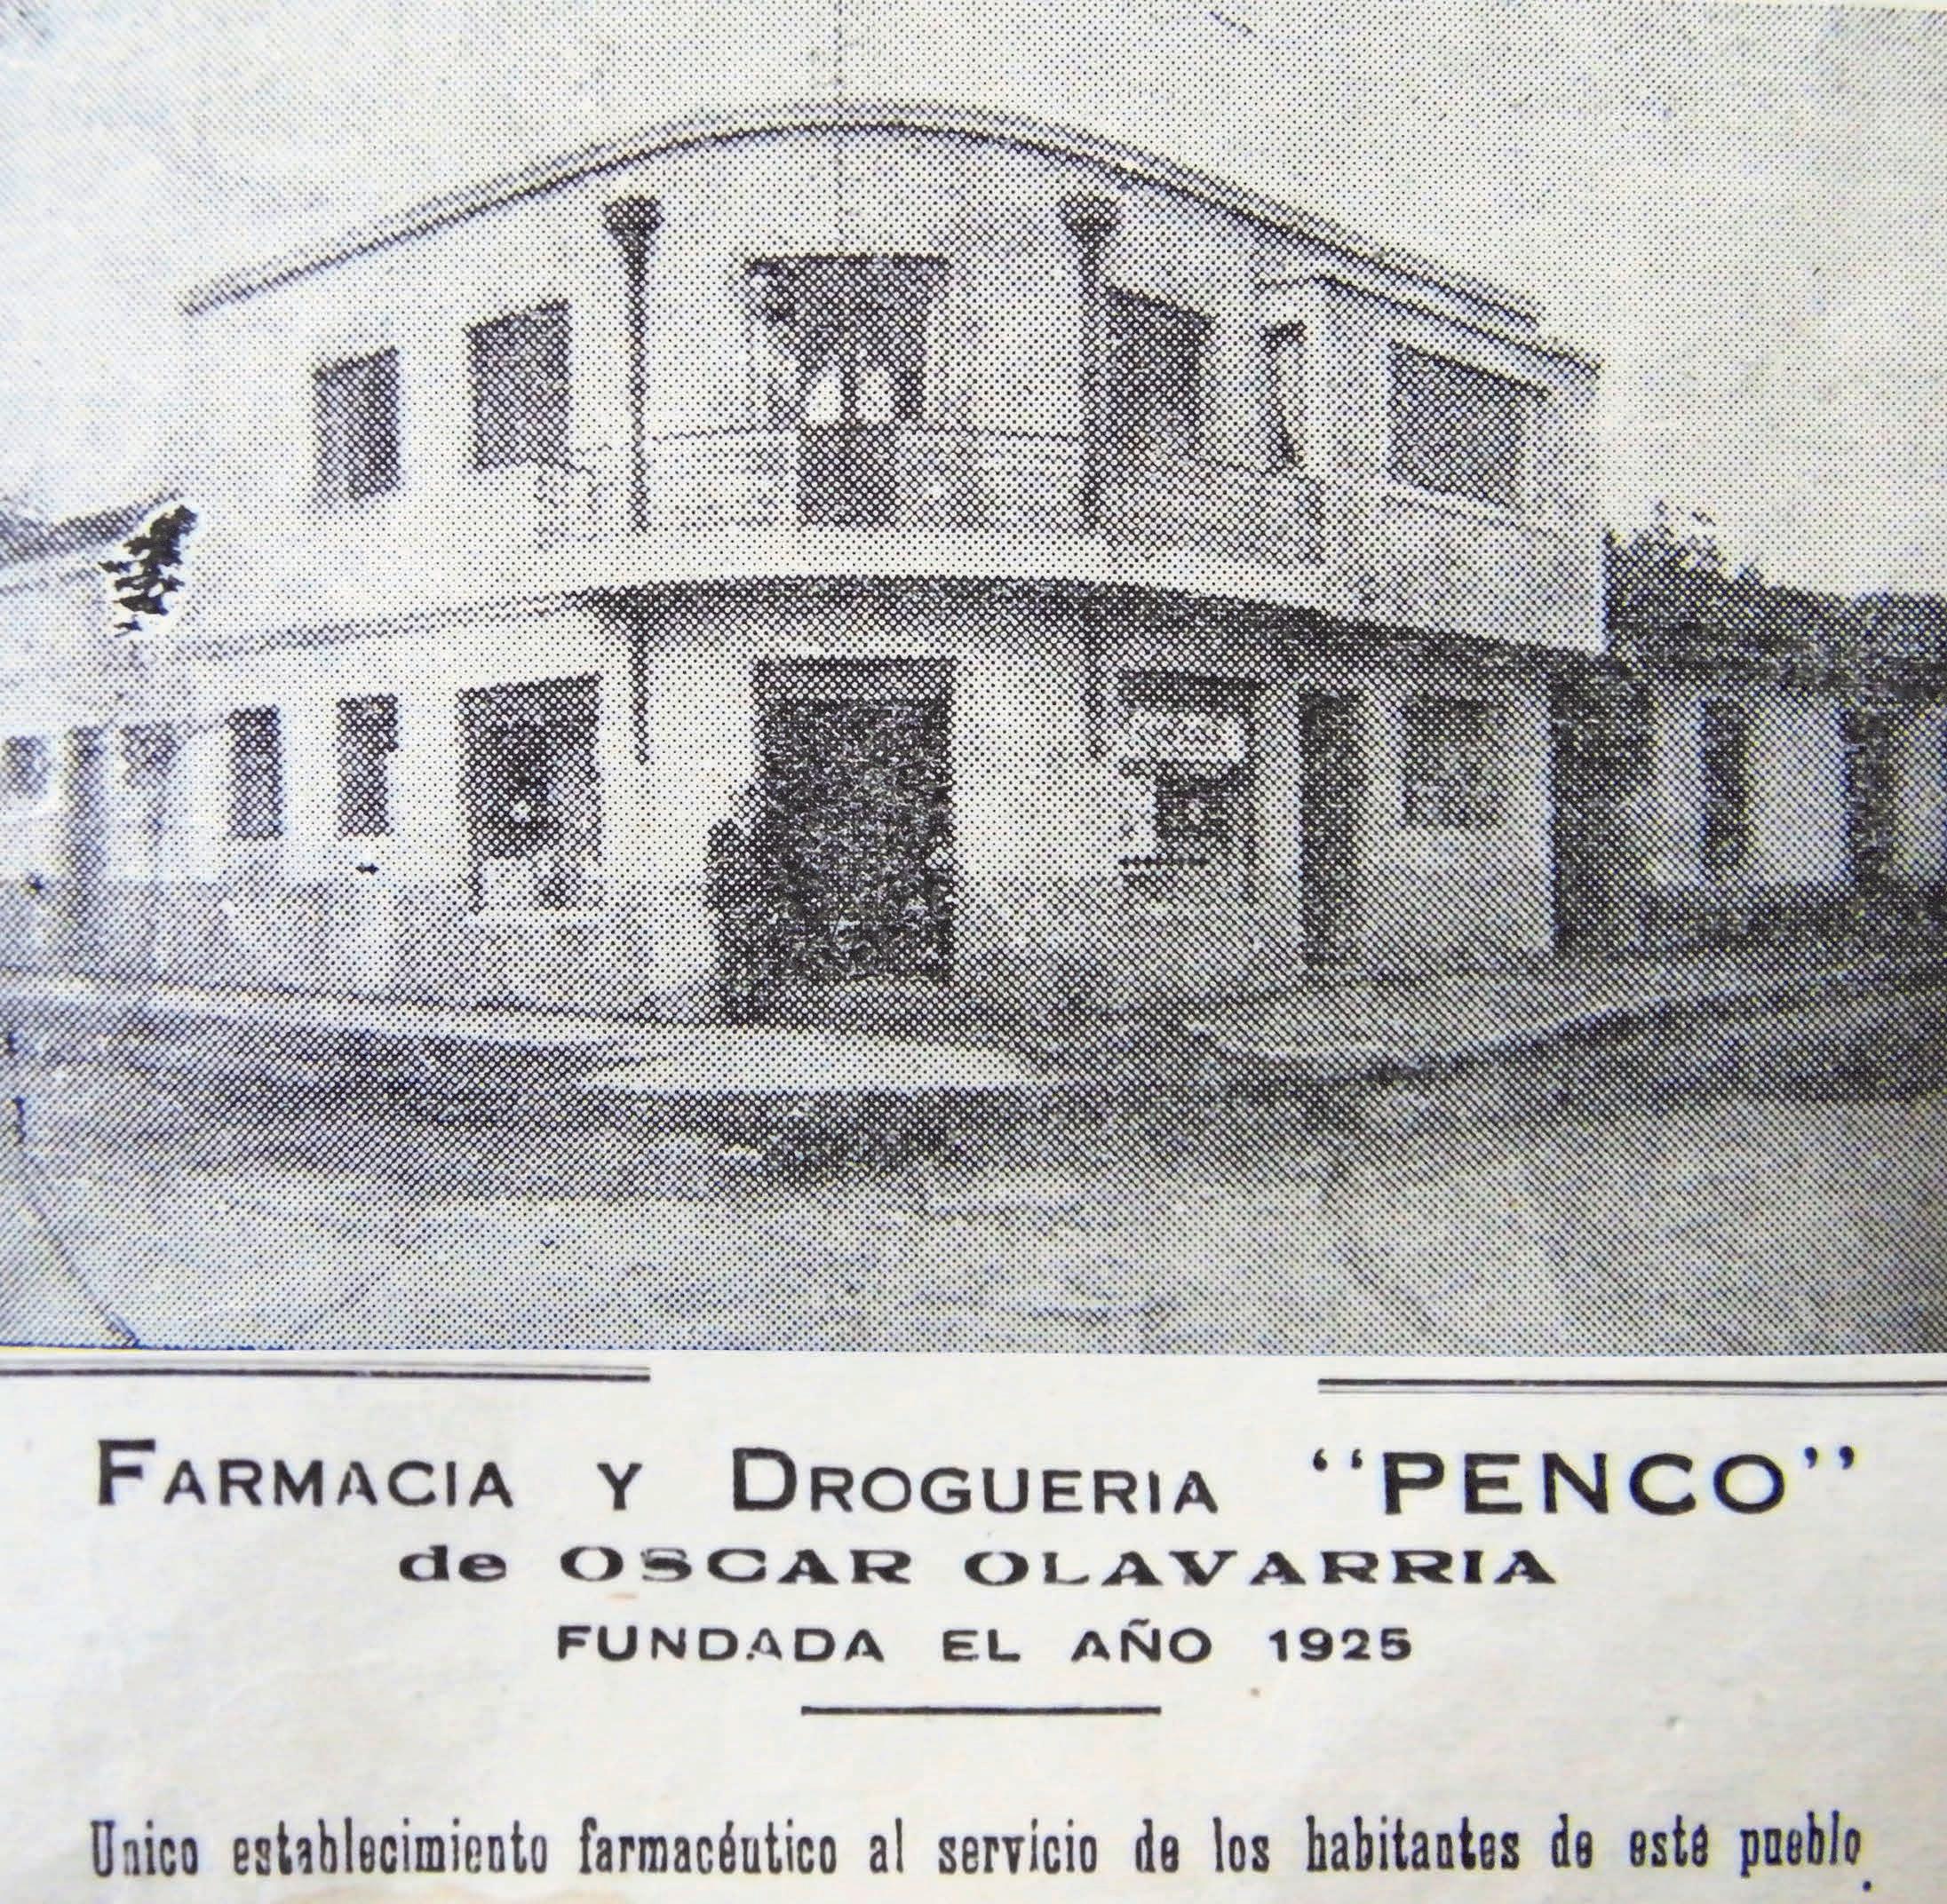 FARMACIA Y DROGUERIA “PENCO”
de OSCAR OLAVARRIA
FUNDADA EL AÑO 1925
Unico establecimiento farmacéutico al servicio de los habitantes de este pueblo.